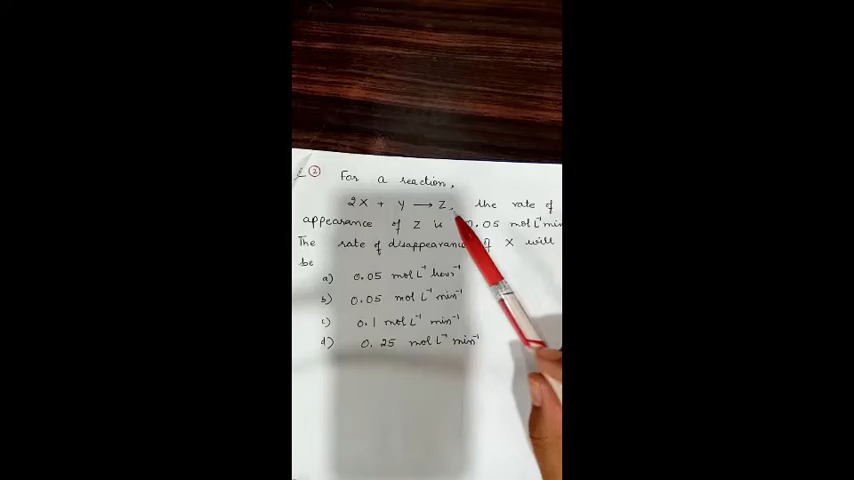 ②
For a reaction,
2X + Y → Z, the rate of
appearance of Z is 0.05 mol L⁻¹ min
The rate of disappearance of X will
be
a) 0.05 mol L⁻¹ hour⁻¹
b) 0.05 mol L⁻¹ min⁻¹
c) 0.1 mol L⁻¹ min⁻¹
d) 0.25 mol L⁻¹ min⁻¹